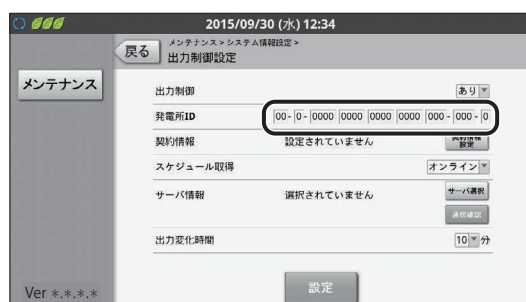 2015/09/30 (水) 12:34
戻る
メンテナンス > システム情報設定 >
出力制御設定
メンテナンス
出力制御 あり
発電所ID 00 - 0 - 0000 0000 0000 0000 000 - 000 - 0
契約情報 設定されていません 契約情報設定
スケジュール取得 オンライン
サーバ情報 選択されていません サーバ選択
通信確認
出力変化時間 10 分
設定
Ver *.*.*.*